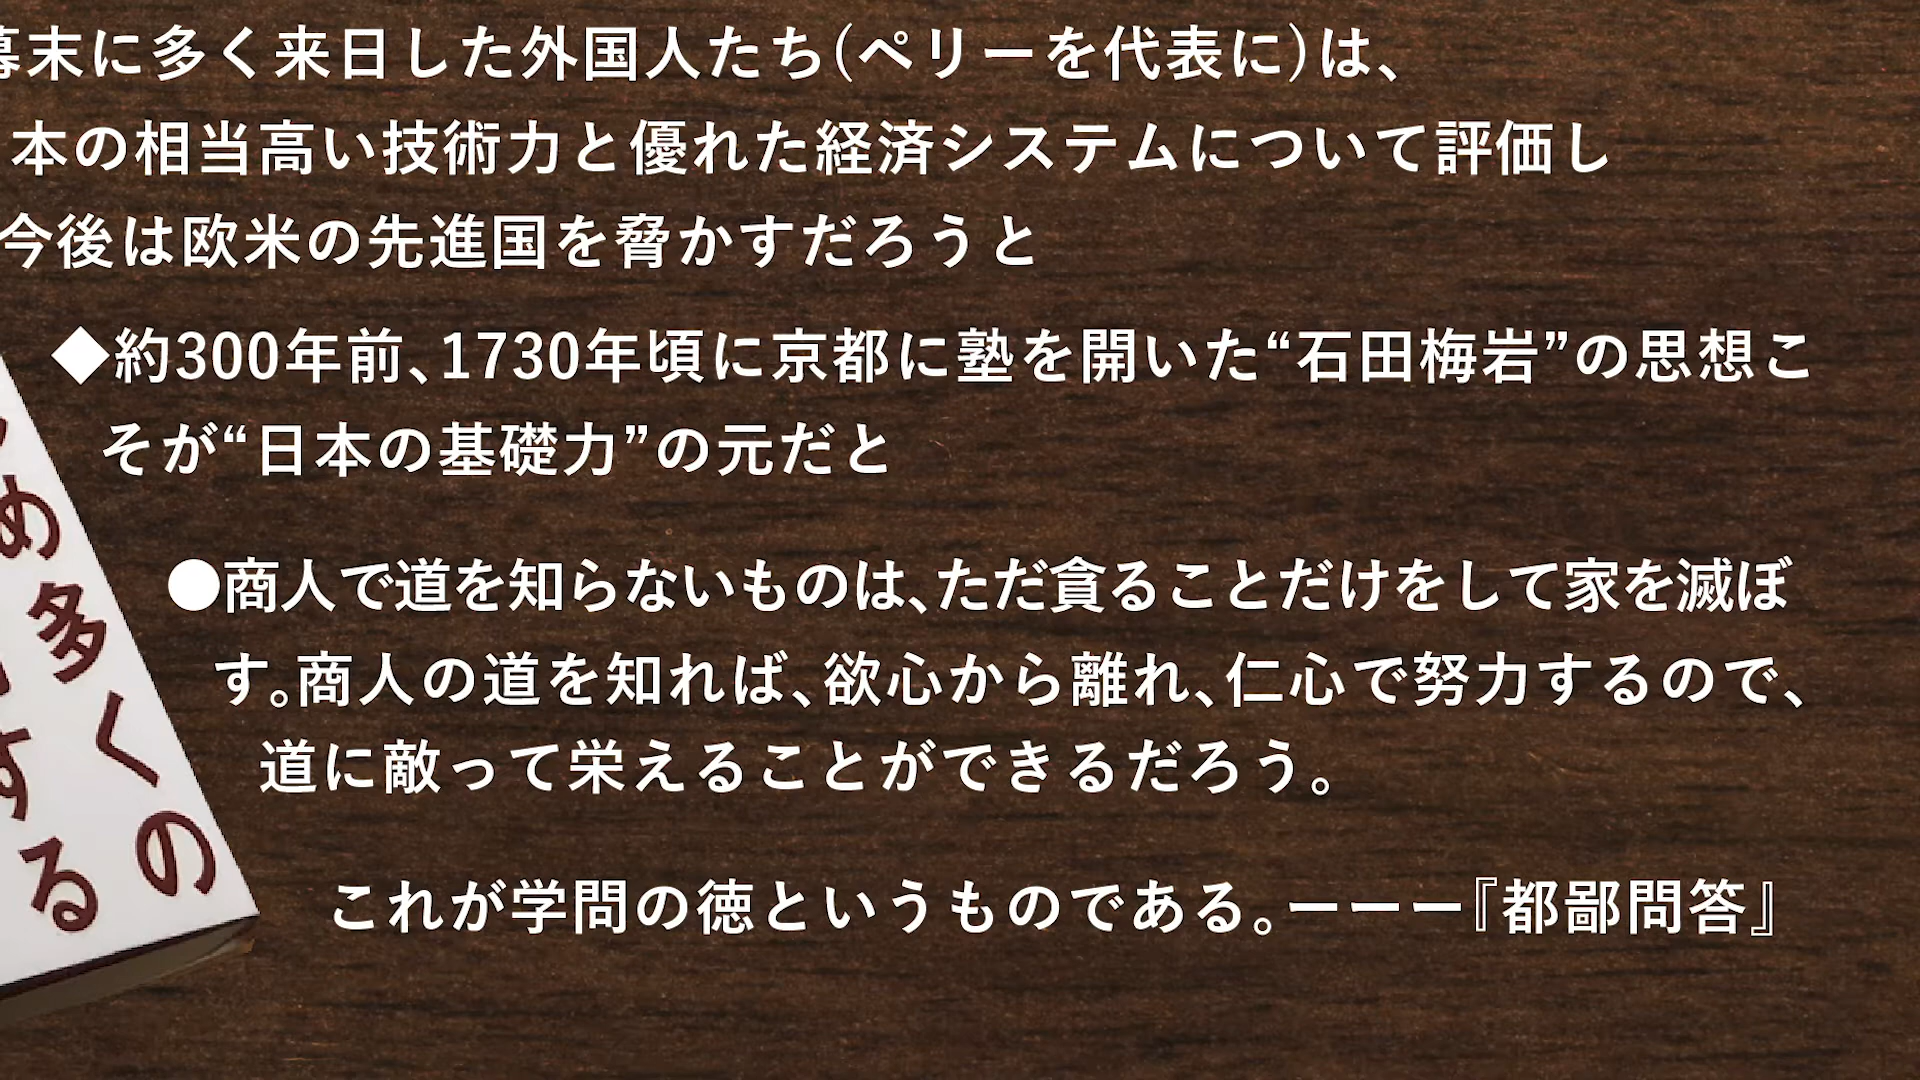 幕末に多く来日した外国人たち(ペリーを代表に)は、
本の相当高い技術力と優れた経済システムについて評価し
今後は欧米の先進国を脅かすだろうと
◆約300年前、1730年頃に京都に塾を開いた“石田梅岩”の思想こ
そが“日本の基礎力”の元だと
●商人で道を知らないものは、ただ貪ることだけをして家を滅ぼ
す。商人の道を知れば、欲心から離れ、仁心で努力するので、
道に敵って栄えることができるだろう。
これが学問の徳というものである。ーーー『都鄙問答』
め多くの
する